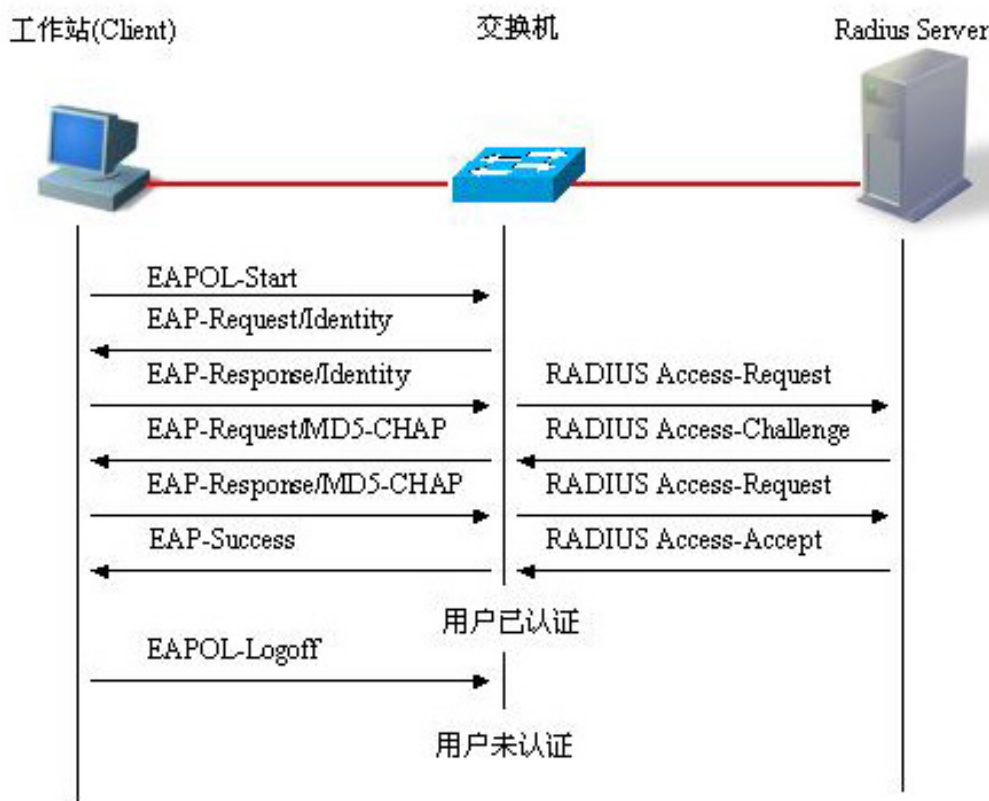 工作站(Client)
交换机
Radius Server
EAPOL-Start
EAP-Request/Identity
EAP-Response/Identity
RADIUS Access-Request
EAP-Request/MD5-CHAP
RADIUS Access-Challenge
EAP-Response/MD5-CHAP
RADIUS Access-Request
EAP-Success
RADIUS Access-Accept
用户已认证
EAPOL-Logoff
用户未认证